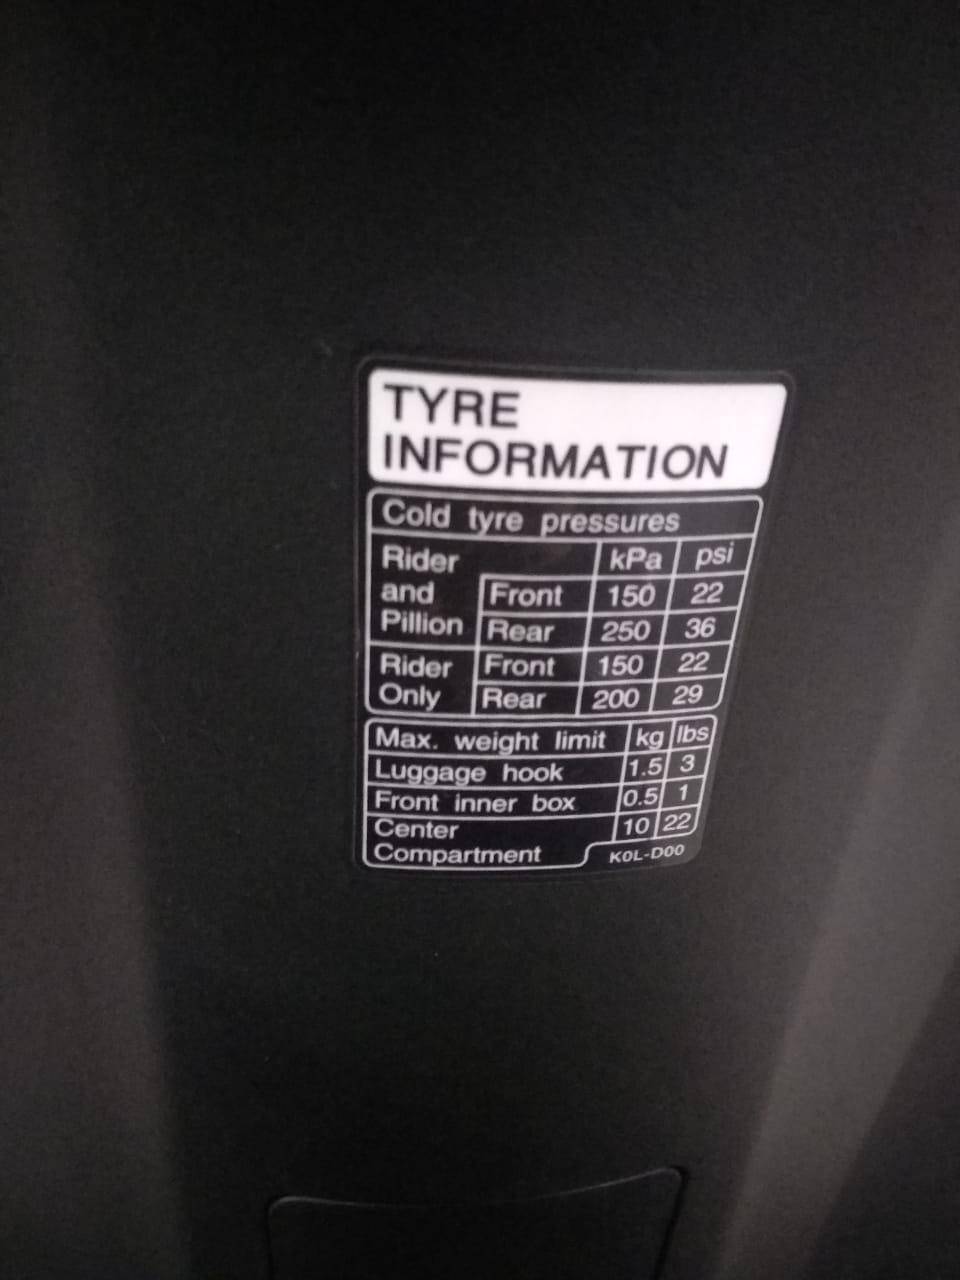 TYRE
INFORMATION
Cold tyre pressures
Rider and Pillion kPa psi
Front 150 22
Rear 250 36
Rider Only Front 150 22
Rear 200 29
Max. weight limit kg lbs
Luggage hook 1.5 3
Front inner box 0.5 1
Center Compartment 10 22
K0L-D00